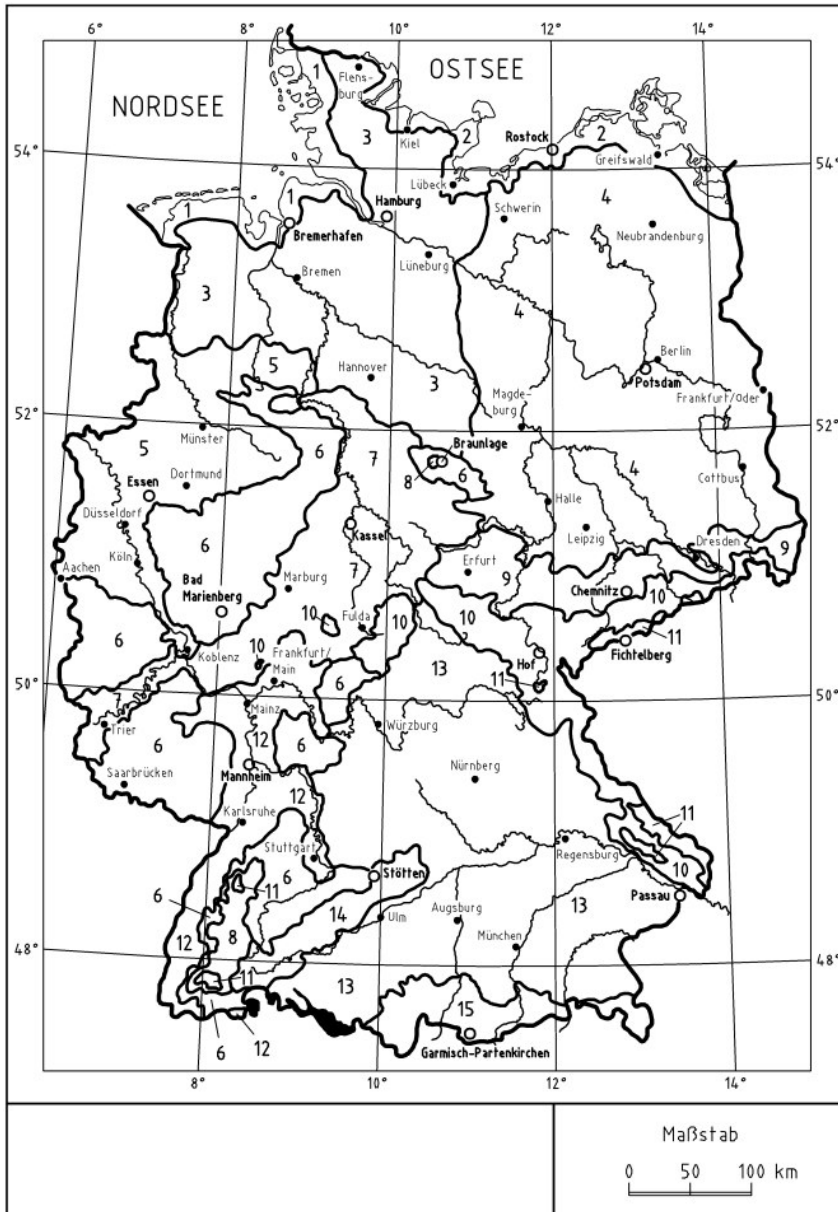 6° 8° 10° 12° 14°
OSTSEE
NORDSEE
1
Flens-
burg
3
Kiel
2
Rostock
2
Greifswald
54°
54°
Lübeck
1
1
Hamburg
Bremerhafen
Schwerin
4
Neubrandenburg
Bremen
Lüneburg
3
4
5
Hannover
3
Berlin
Potsdam
Magde-
burg
Frankfurt/Oder
52°
52°
Münster
5
6
7
Braunlage
8
6
4
Cottbus
Essen
Dortmund
Halle
Düsseldorf
Kassel
Leipzig
Dresden
9
Köln
6
Aachen
Bad
Marienberg
Marburg
7
Erfurt
9
Chemnitz
10
10
Fulda
10
10
11
6
Koblenz
10
Frankfurt/
Main
13
Hof
Fichtelberg
11
50°
50°
7
6
Trier
Mainz
12
6
Würzburg
6
Saarbrücken
Mannheim
Nürnberg
12
Karlsruhe
11
Stuttgart
Regensburg
10
6
11
6
Stötten
Passau
14
Ulm
Augsburg
13
12
8
München
48°
48°
11
13
15
6
12
Garmisch-Partenkirchen
8° 10° 12° 14°
Maßstab
0 50 100 km